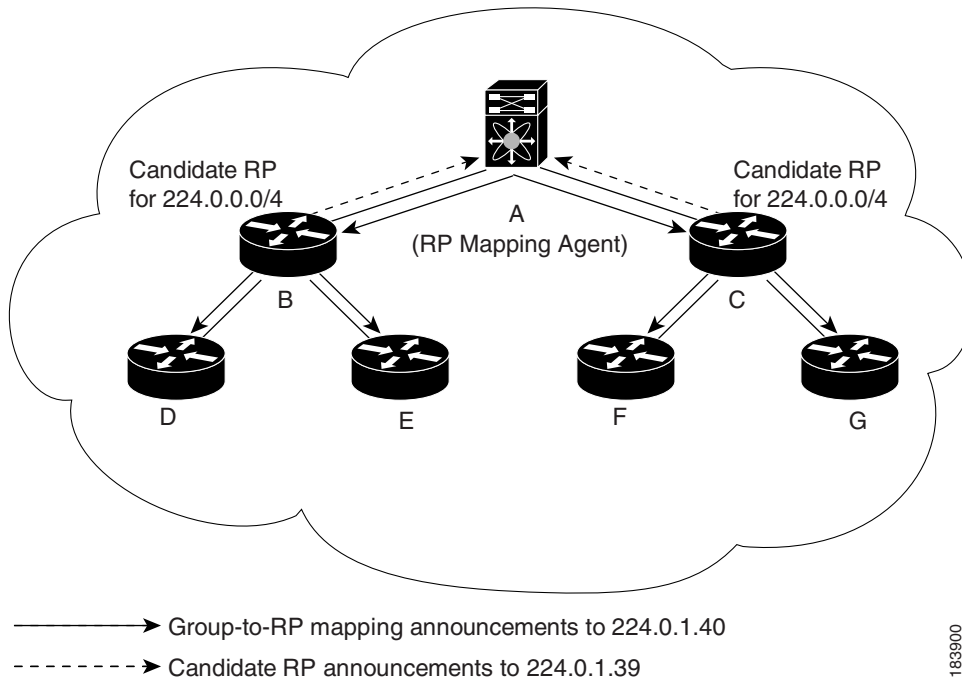 Candidate RP
for 224.0.0.0/4
Candidate RP
for 224.0.0.0/4
A
(RP Mapping Agent)
B
C
D
E
F
G
Group-to-RP mapping announcements to 224.0.1.40
Candidate RP announcements to 224.0.1.39
183900